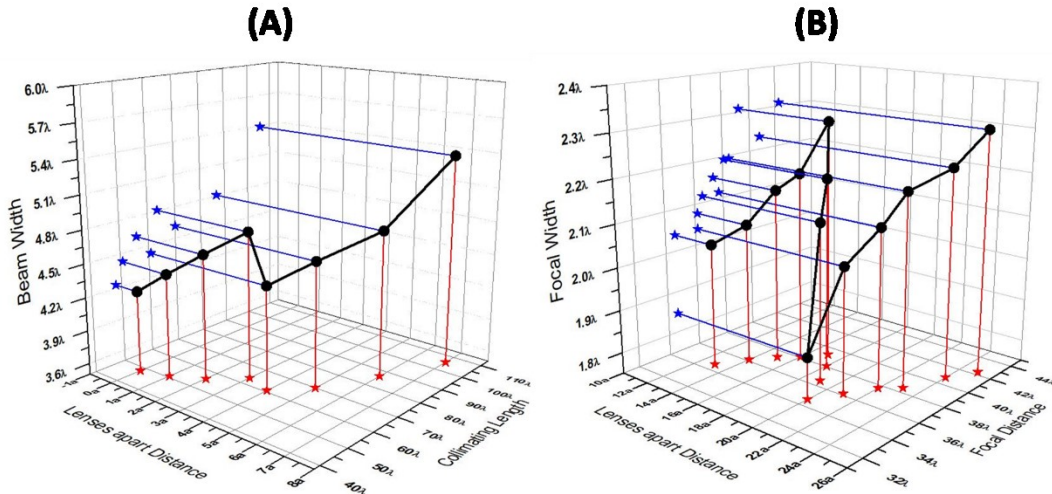 (A)
(B)
6.0λ
5.7λ
5.4λ
5.1λ
4.8λ
4.5λ
4.2λ
3.9λ
3.6λ
Beam Width
-1a
0a
1a
2a
3a
4a
5a
6a
7a
8a
Lenses apart Distance
40λ
50λ
60λ
70λ
80λ
90λ
100λ
110λ
Collimating Length
2.4λ
2.3λ
2.2λ
2.1λ
2.0λ
1.9λ
1.8λ
Focal Width
10a
12a
14a
16a
18a
20a
22a
24a
26a
Lenses apart Distance
32λ
34λ
36λ
38λ
40λ
42λ
44λ
Focal Distance